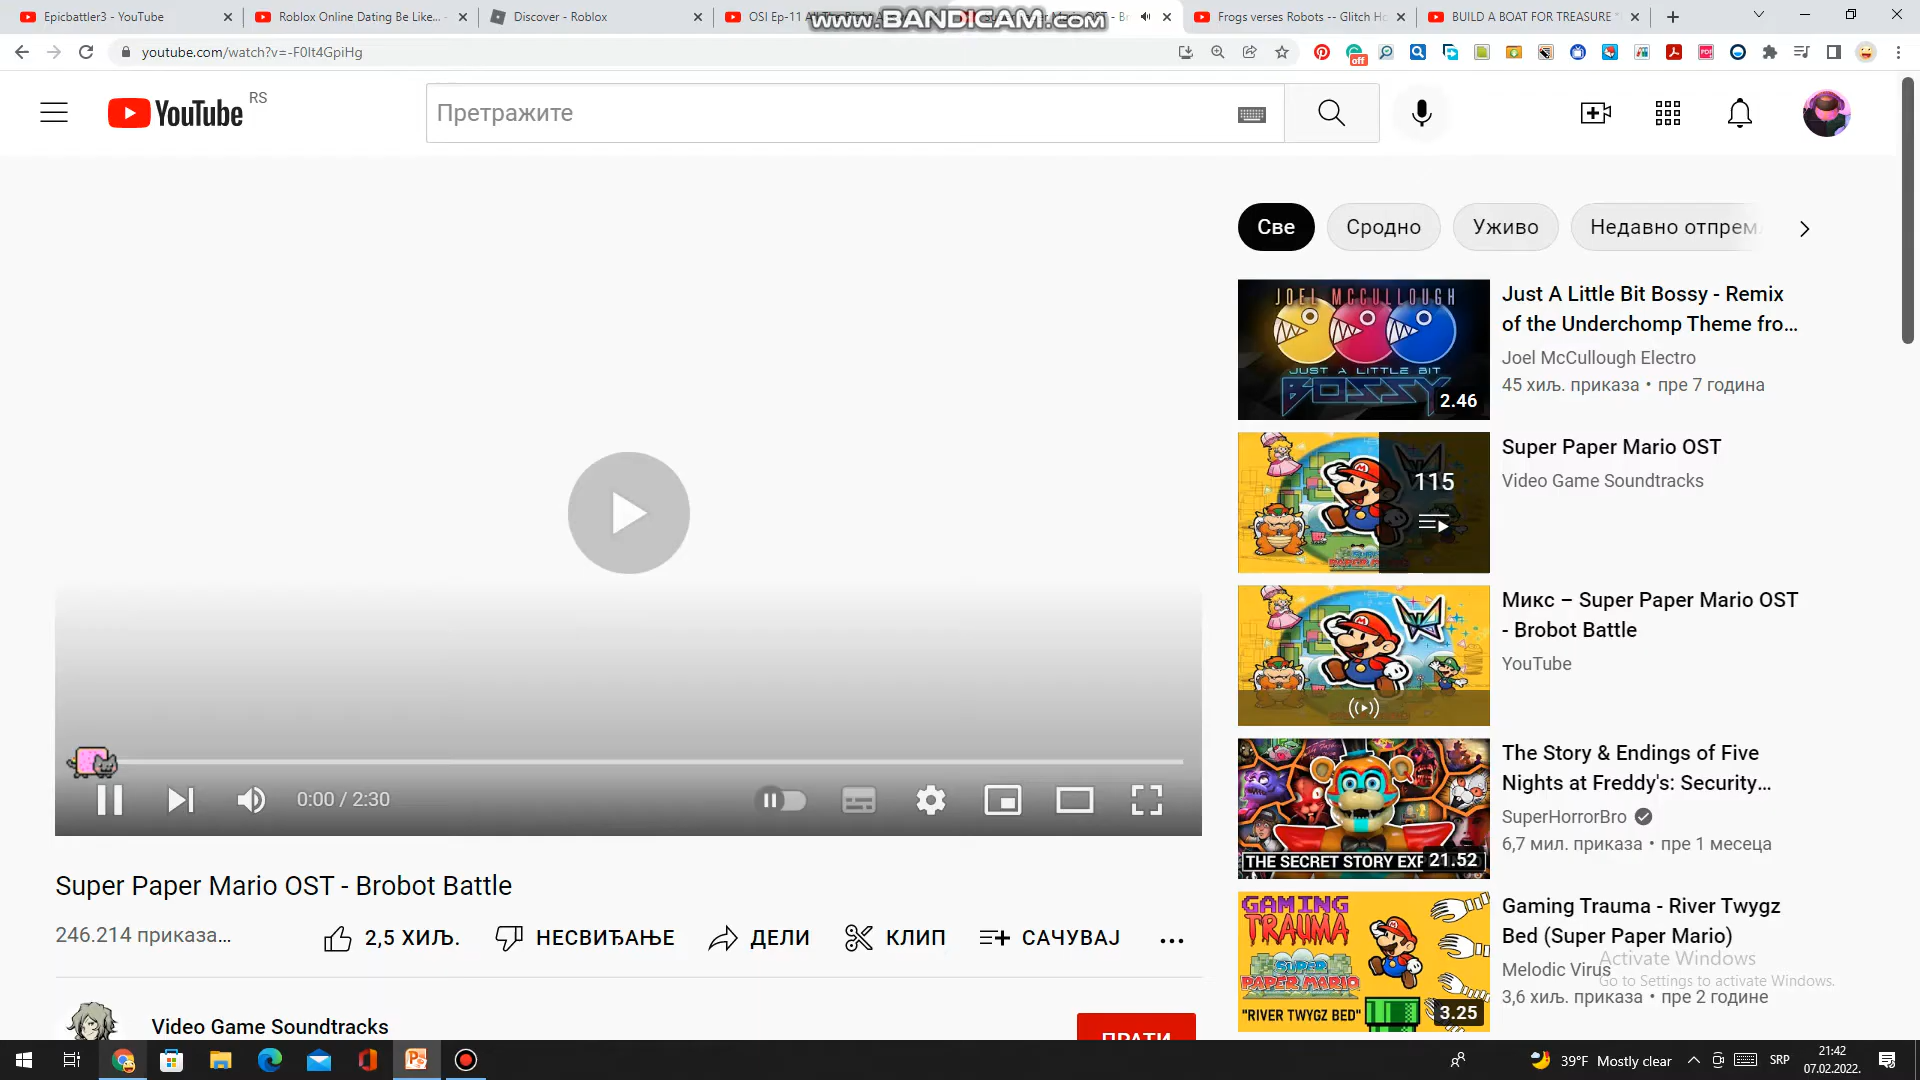 Epicbattler3 - YouTube
Roblox Online Dating Be Like...
Discover - Roblox
OSI Ep-11 All The
www.BANDICAM.com
Frogs verses Robots -- Glitch Ho
BUILD A BOAT FOR TREASURE
youtube.com/watch?v=-F0It4GpiHg
off
YouTube RS
Претражите
Све
Сродно
Уживо
Недавно отпрем
JOEL MCCULLOUGH
JUST A LITTLE BIT
BOSSY
2.46
Just A Little Bit Bossy - Remix
of the Underchomp Theme fro...
Joel McCullough Electro
45 хиљ. приказа • пре 7 година
115
Super Paper Mario OST
Video Game Soundtracks
Микс – Super Paper Mario OST
- Brobot Battle
YouTube
THE SECRET STORY EXP
21.52
The Story & Endings of Five
Nights at Freddy's: Security...
SuperHorrorBro
6,7 мил. приказа • пре 1 месеца
GAMING
TRAUMA
SUPER
PAPER MARIO
"RIVER TWYGZ BED"
3.25
Gaming Trauma - River Twygz
Bed (Super Paper Mario)
Melodic Virus
3,6 хиљ. приказа • пре 2 године
Activate Windows
Go to Settings to activate Windows.
0:00 / 2:30
Super Paper Mario OST - Brobot Battle
246.214 приказа...
2,5 ХИЉ.
НЕСВИЂАЊЕ
ДЕЛИ
КЛИП
САЧУВАЈ
Video Game Soundtracks
ПРАТИ
39°F Mostly clear
SRP
21:42
07.02.2022.